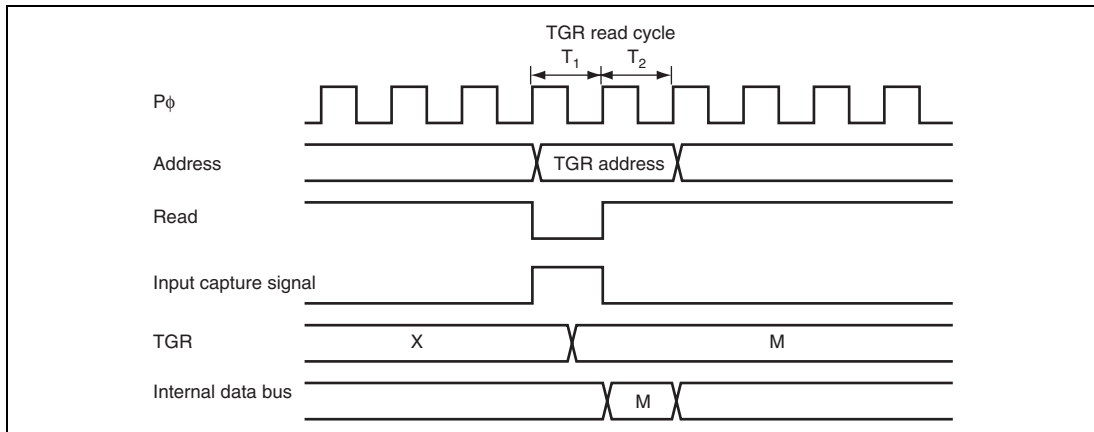 TGR read cycle
T1 T2
Pϕ
Address
TGR address
Read
Input capture signal
TGR
X
M
Internal data bus
M